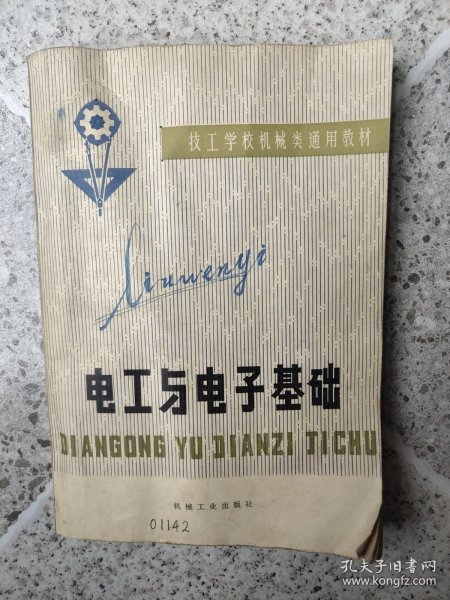 技工学校机械类通用教材
Liuwenyi
电工与电子基础
DIANGONG YU DIANZI JICHU
机械工业出版社
01142
孔夫子旧书网
www.kongfz.com